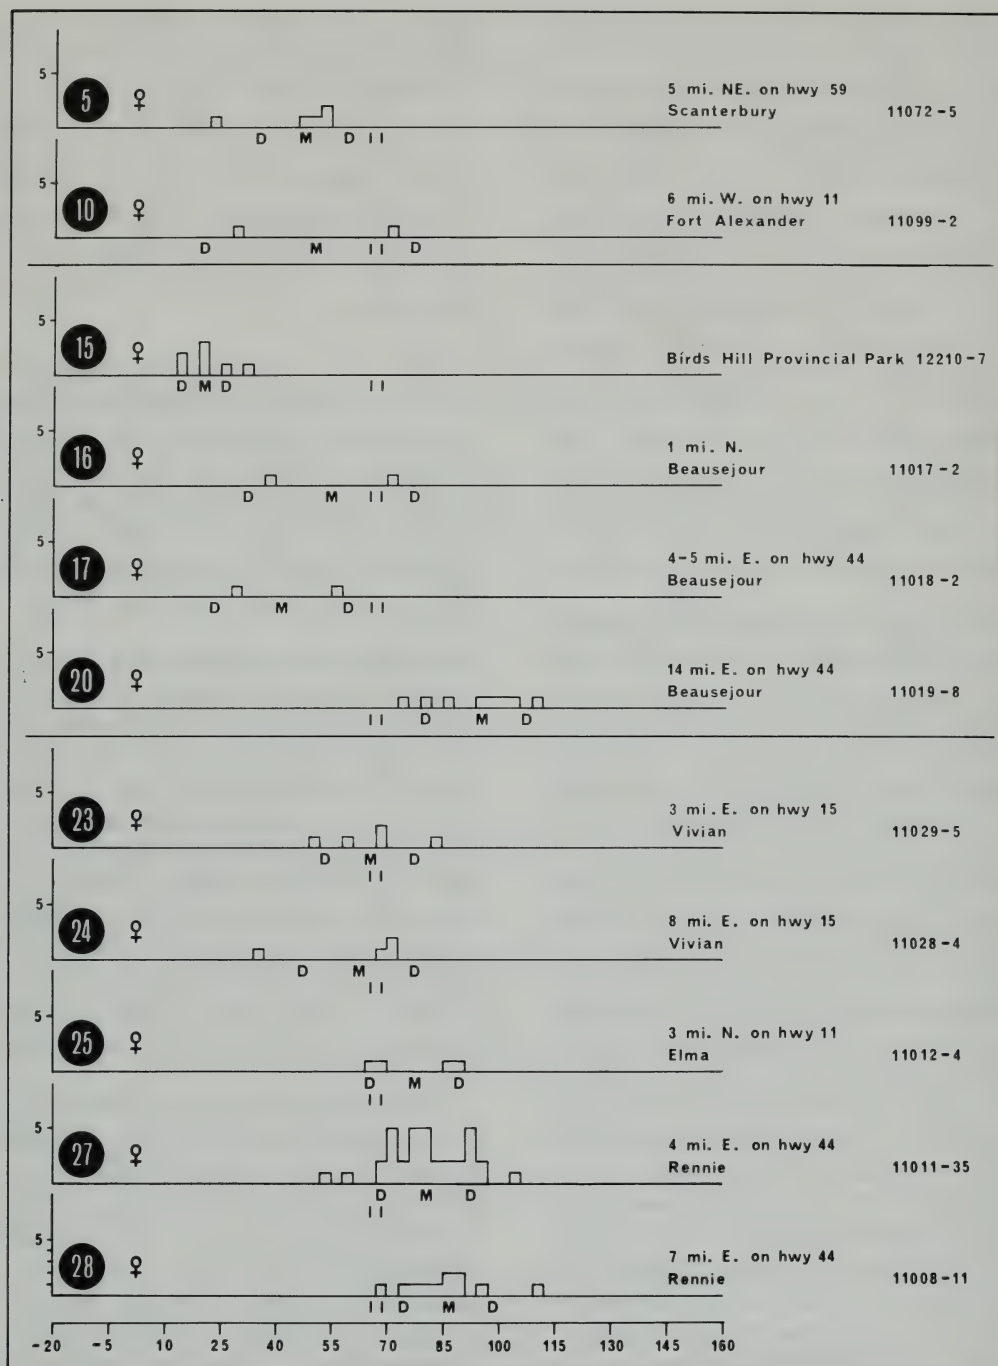 5
5 ♀ 5 mi. NE. on hwy 59
Scanterbury 11072-5
D M D I I
5
10 ♀ 6 mi. W. on hwy 11
Fort Alexander 11099-2
D M I I D
5
15 ♀ Birds Hill Provincial Park 12210-7
D M D I I
5
16 ♀ 1 mi. N.
Beausejour 11017-2
D M I I D
5
17 ♀ 4-5 mi. E. on hwy 44
Beausejour 11018-2
D M D I I
5
20 ♀ 14 mi. E. on hwy 44
Beausejour 11019-8
I I D M D
5
23 ♀ 3 mi. E. on hwy 15
Vivian 11029-5
D M D
I I
5
24 ♀ 8 mi. E. on hwy 15
Vivian 11028-4
D M D
I I
5
25 ♀ 3 mi. N. on hwy 11
Elma 11012-4
D M D
I I
5
27 ♀ 4 mi. E. on hwy 44
Rennie 11011-35
D M D
I I
5
28 ♀ 7 mi. E. on hwy 44
Rennie 11008-11
I I D M D
-20 -5 10 25 40 55 70 85 100 115 130 145 160